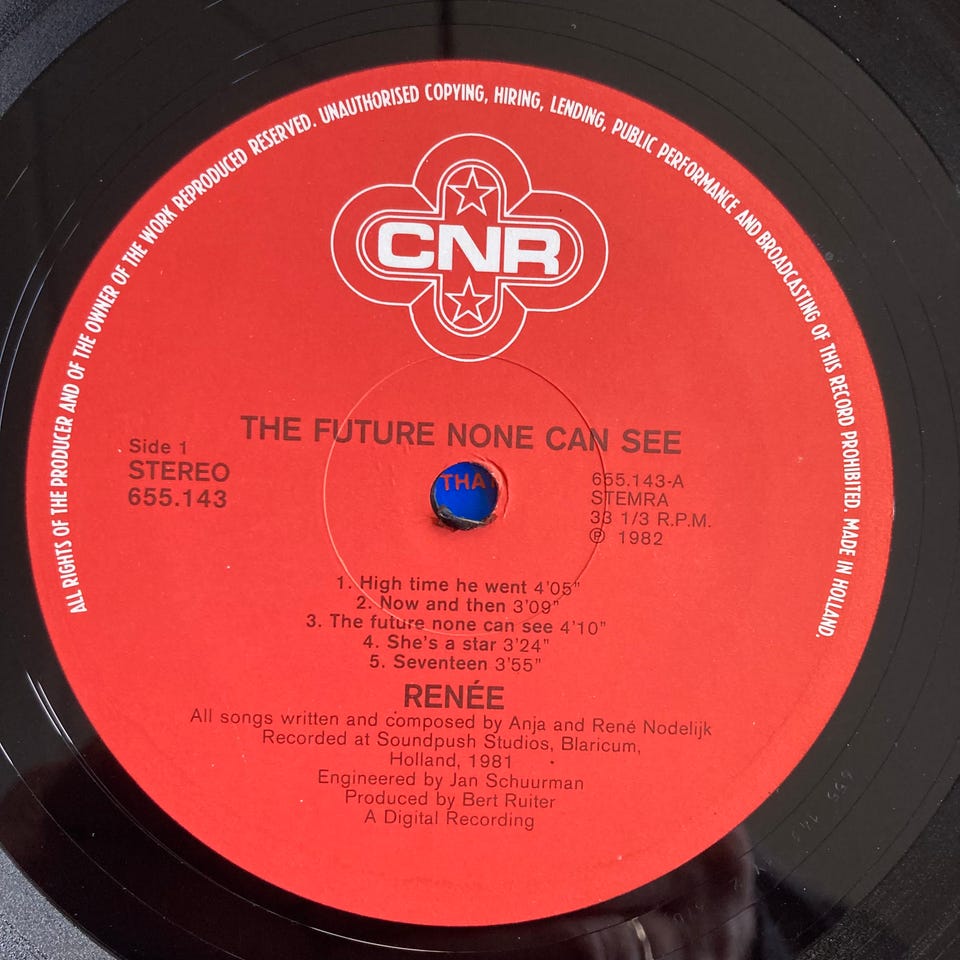 ALL RIGHTS OF THE PRODUCER AND OF THE OWNER OF THE WORK REPRODUCED RESERVED. UNAUTHORISED COPYING, HIRING, LENDING, PUBLIC PERFORMANCE AND BROADCASTING OF THIS RECORD PROHIBITED. MADE IN HOLLAND.
CNR
THE FUTURE NONE CAN SEE
Side 1
STEREO
655.143
THAT
655.143-A
STEMRA
33 1/3 R.P.M.
℗ 1982
1. High time he went 4'05"
2. Now and then 3'09"
3. The future none can see 4'10"
4. She's a star 3'24"
5. Seventeen 3'55"
RENÉE
All songs written and composed by Anja and René Nodelijk
Recorded at Soundpush Studios, Blaricum,
Holland, 1981
Engineered by Jan Schuurman
Produced by Bert Ruiter
A Digital Recording